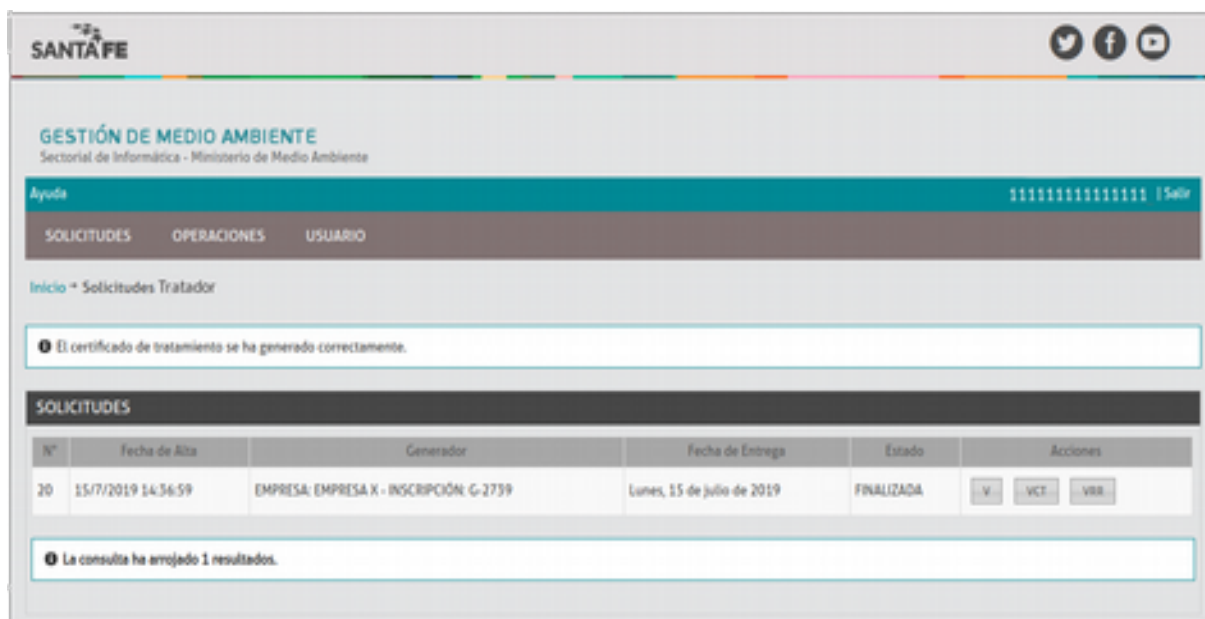 SANTA FE
GESTIÓN DE MEDIO AMBIENTE
Sectorial de Informática - Ministerio de Medio Ambiente
Ayuda 111111111111111 | Salir
SOLICITUDES OPERACIONES USUARIO
Inicio → Solicitudes Tratador
El certificado de tratamiento se ha generado correctamente.
SOLICITUDES
N° Fecha de Alta Generador Fecha de Entrega Estado Acciones
20 15/7/2019 14:36:59 EMPRESA: EMPRESA X - INSCRIPCIÓN: G-2739 Lunes, 15 de julio de 2019 FINALIZADA V VCT VRR
La consulta ha arrojado 1 resultados.